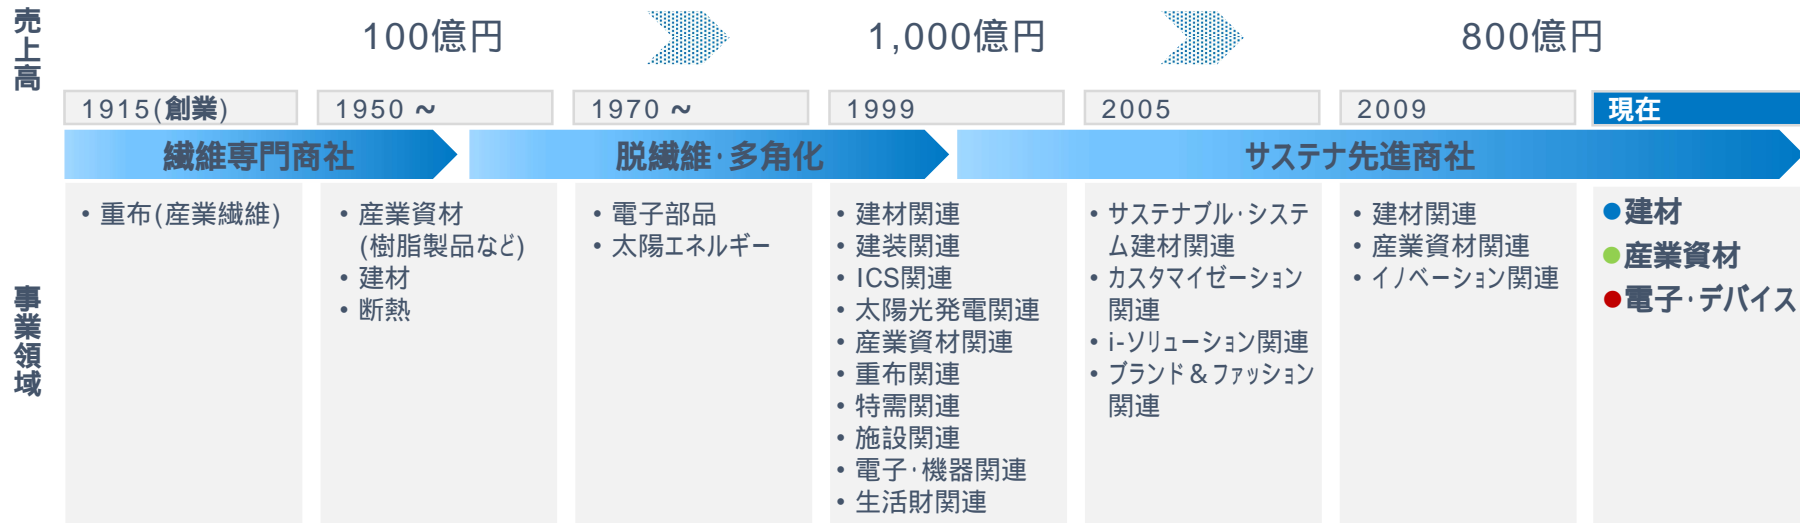 売上高
100億円
1,000億円
800億円
1915(創業)
1950 ~
1970 ~
1999
2005
2009
現在
繊維専門商社
脱繊維・多角化
サステナ先進商社
事業領域
• 重布(産業繊維)
• 産業資材
(樹脂製品など)
• 建材
• 断熱
• 電子部品
• 太陽エネルギー
• 建材関連
• 建装関連
• ICS関連
• 太陽光発電関連
• 産業資材関連
• 重布関連
• 特需関連
• 施設関連
• 電子・機器関連
• 生活財関連
• サステナブル・システ
ム建材関連
• カスタマイゼーション
関連
• i-ソリューション関連
• ブランド＆ファッション
関連
• 建材関連
• 産業資材関連
• イノベーション関連
●建材
●産業資材
●電子・デバイス